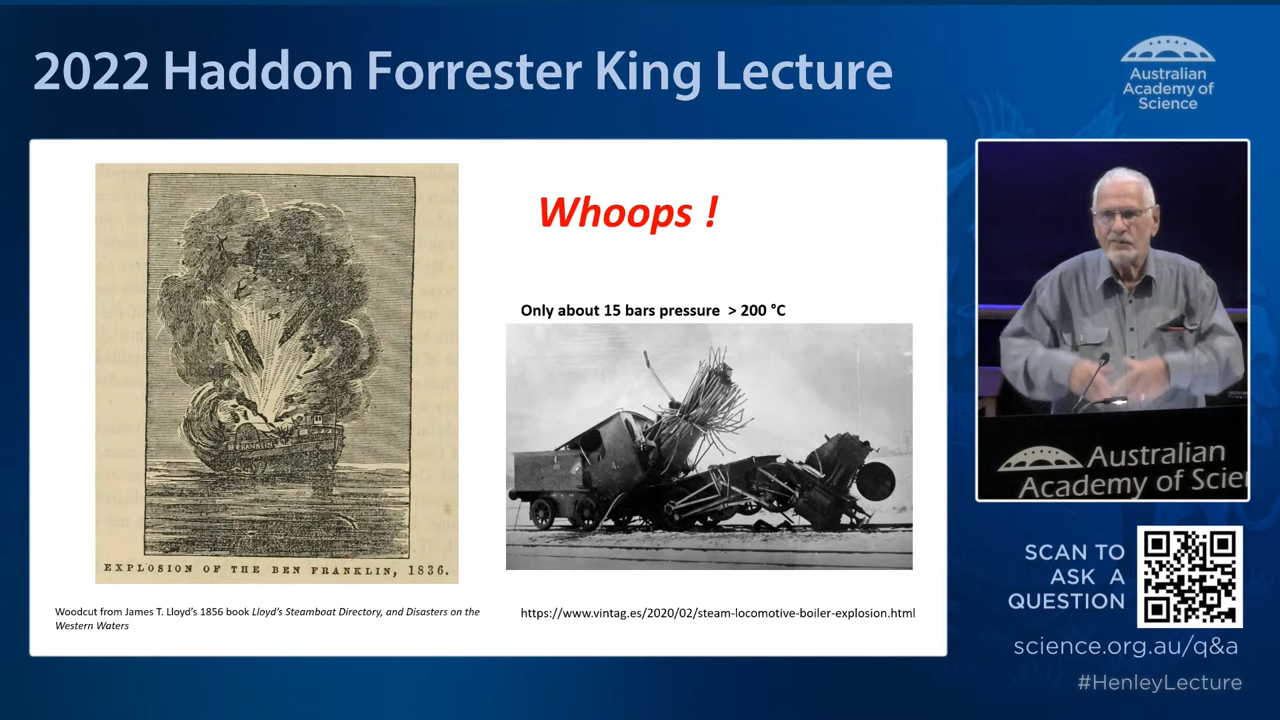 2022 Haddon Forrester King Lecture
Australian
Academy of
Science
Whoops !
Only about 15 bars pressure > 200 °C
EXPLOSION OF THE BEN FRANKLIN, 1836.
Woodcut from James T. Lloyd's 1856 book Lloyd's Steamboat Directory, and Disasters on the
Western Waters
https://www.vintag.es/2020/02/steam-locomotive-boiler-explosion.html
Australian
Academy of Scie
SCAN TO
ASK A
QUESTION
science.org.au/q&a
#HenleyLecture